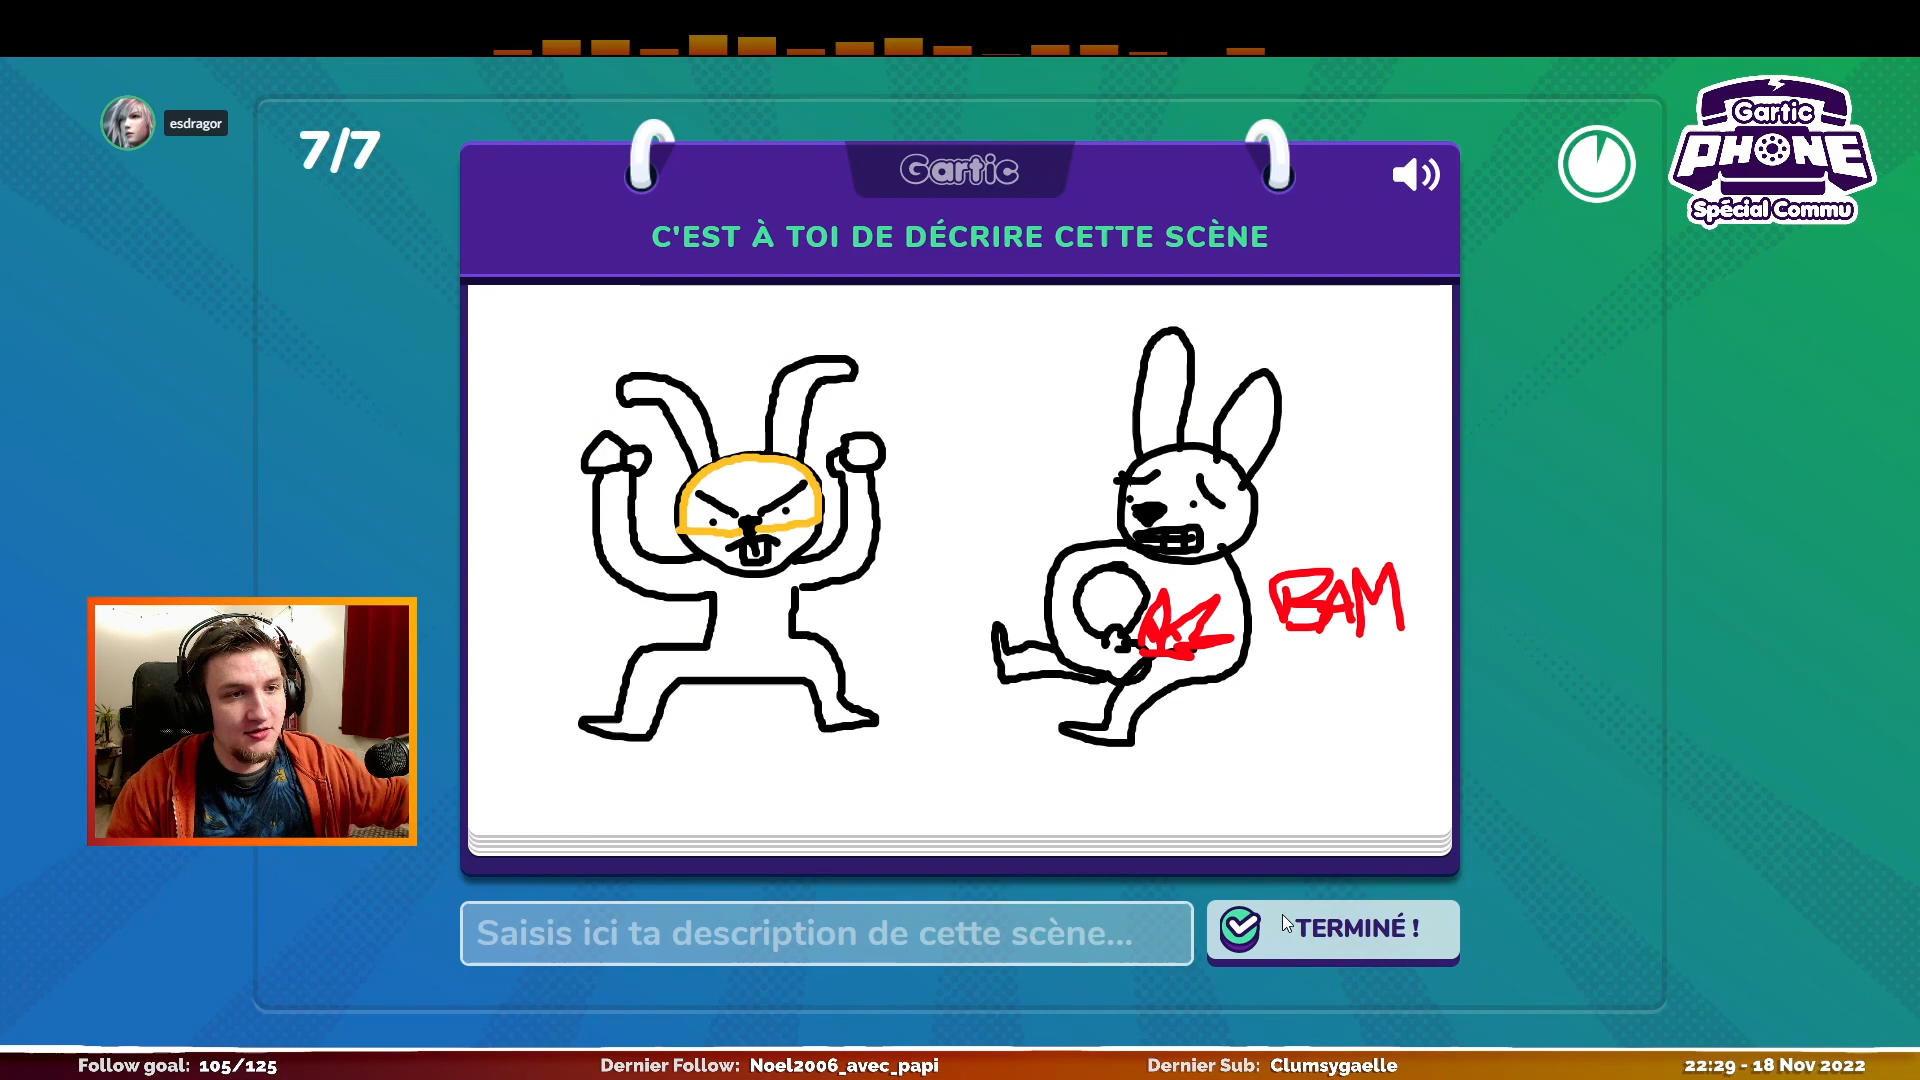 esdragor
7/7
Gartic
Gartic
PHONE
Spécial Commu
C'EST À TOI DE DÉCRIRE CETTE SCÈNE
BAM
Saisis ici ta description de cette scène...
TERMINÉ !
Follow goal: 105/125
Dernier Follow: Noel2006_avec_papi
Dernier Sub: Clumsygaelle
22:29 - 18 Nov 2022